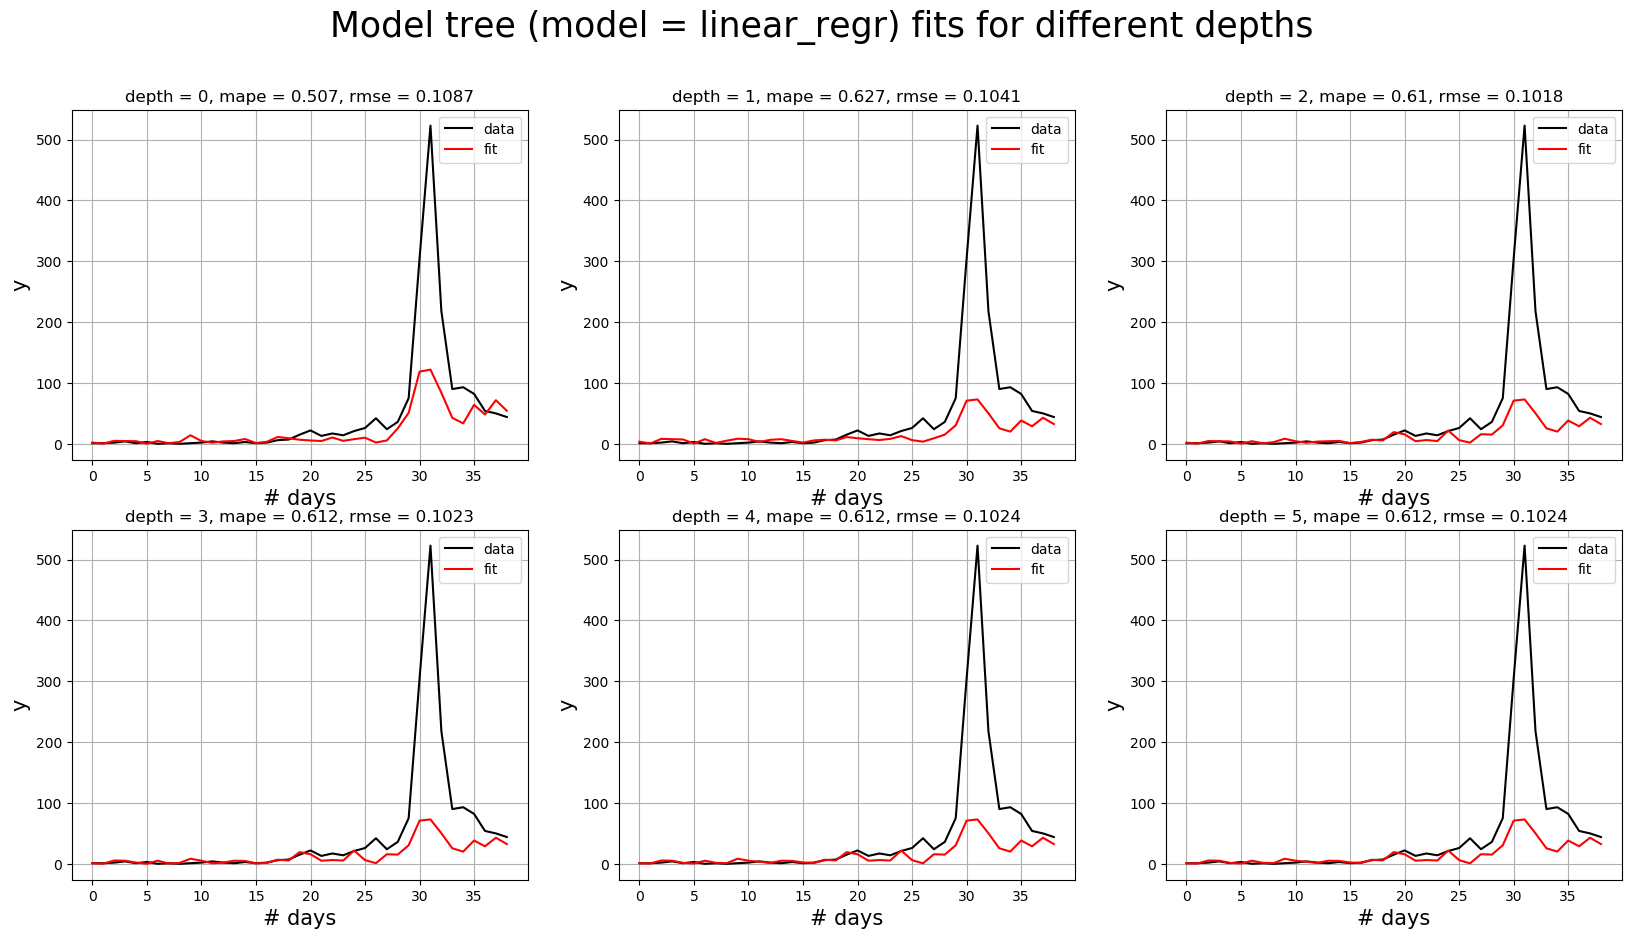 Model tree (model = linear_regr) fits for different depths
depth = 0, mape = 0.507, rmse = 0.1087
500
400
300
200
100
0
y
data
fit
0 5 10 15 20 25 30 35
# days
depth = 1, mape = 0.627, rmse = 0.1041
500
400
300
200
100
0
y
data
fit
0 5 10 15 20 25 30 35
# days
depth = 2, mape = 0.61, rmse = 0.1018
500
400
300
200
100
0
y
data
fit
0 5 10 15 20 25 30 35
# days
depth = 3, mape = 0.612, rmse = 0.1023
500
400
300
200
100
0
y
data
fit
0 5 10 15 20 25 30 35
# days
depth = 4, mape = 0.612, rmse = 0.1024
500
400
300
200
100
0
y
data
fit
0 5 10 15 20 25 30 35
# days
depth = 5, mape = 0.612, rmse = 0.1024
500
400
300
200
100
0
y
data
fit
0 5 10 15 20 25 30 35
# days